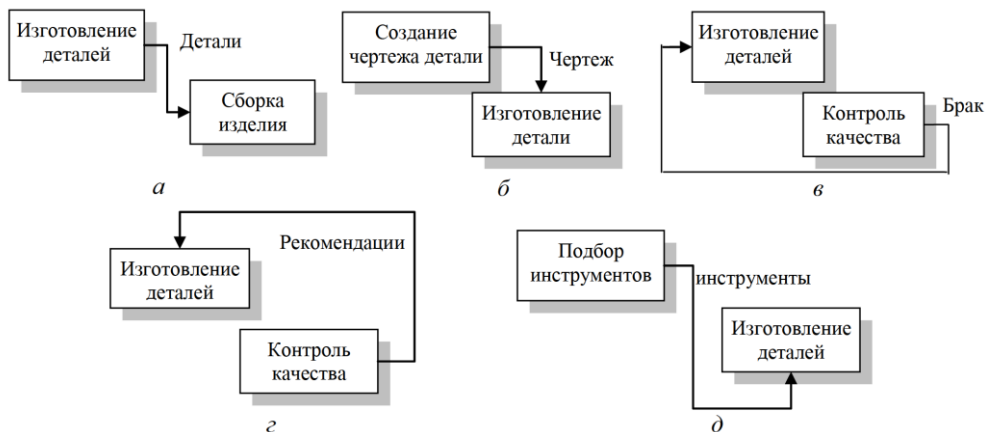 Изготовление
деталей
Детали
Сборка
изделия
а
Создание
чертежа детали
Чертеж
Изготовление
детали
б
Изготовление
деталей
Контроль
качества
Брак
в
Рекомендации
Изготовление
деталей
Контроль
качества
г
Подбор
инструментов
инструменты
Изготовление
деталей
д